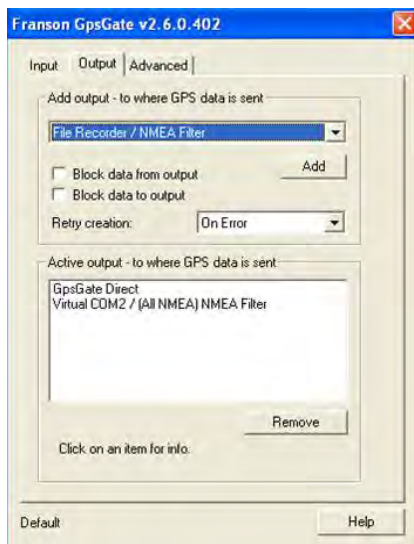 Franson GpsGate v2.6.0.402
Input Output Advanced
Add output - to where GPS data is sent
File Recorder / NMEA Filter
Add
Block data from output
Block data to output
Retry creation: On Error
Active output - to where GPS data is sent
GpsGate Direct
Virtual COM2 / (All NMEA) NMEA Filter
Remove
Click on an item for info.
Default Help